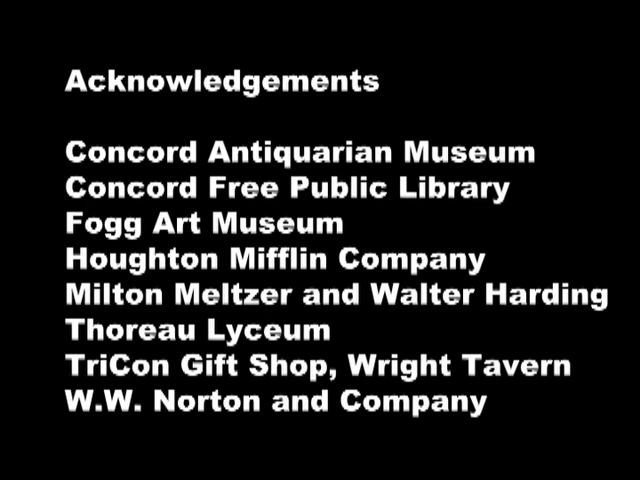 Acknowledgements
Concord Antiquarian Museum
Concord Free Public Library
Fogg Art Museum
Houghton Mifflin Company
Milton Meltzer and Walter Harding
Thoreau Lyceum
TriCon Gift Shop, Wright Tavern
W.W. Norton and Company